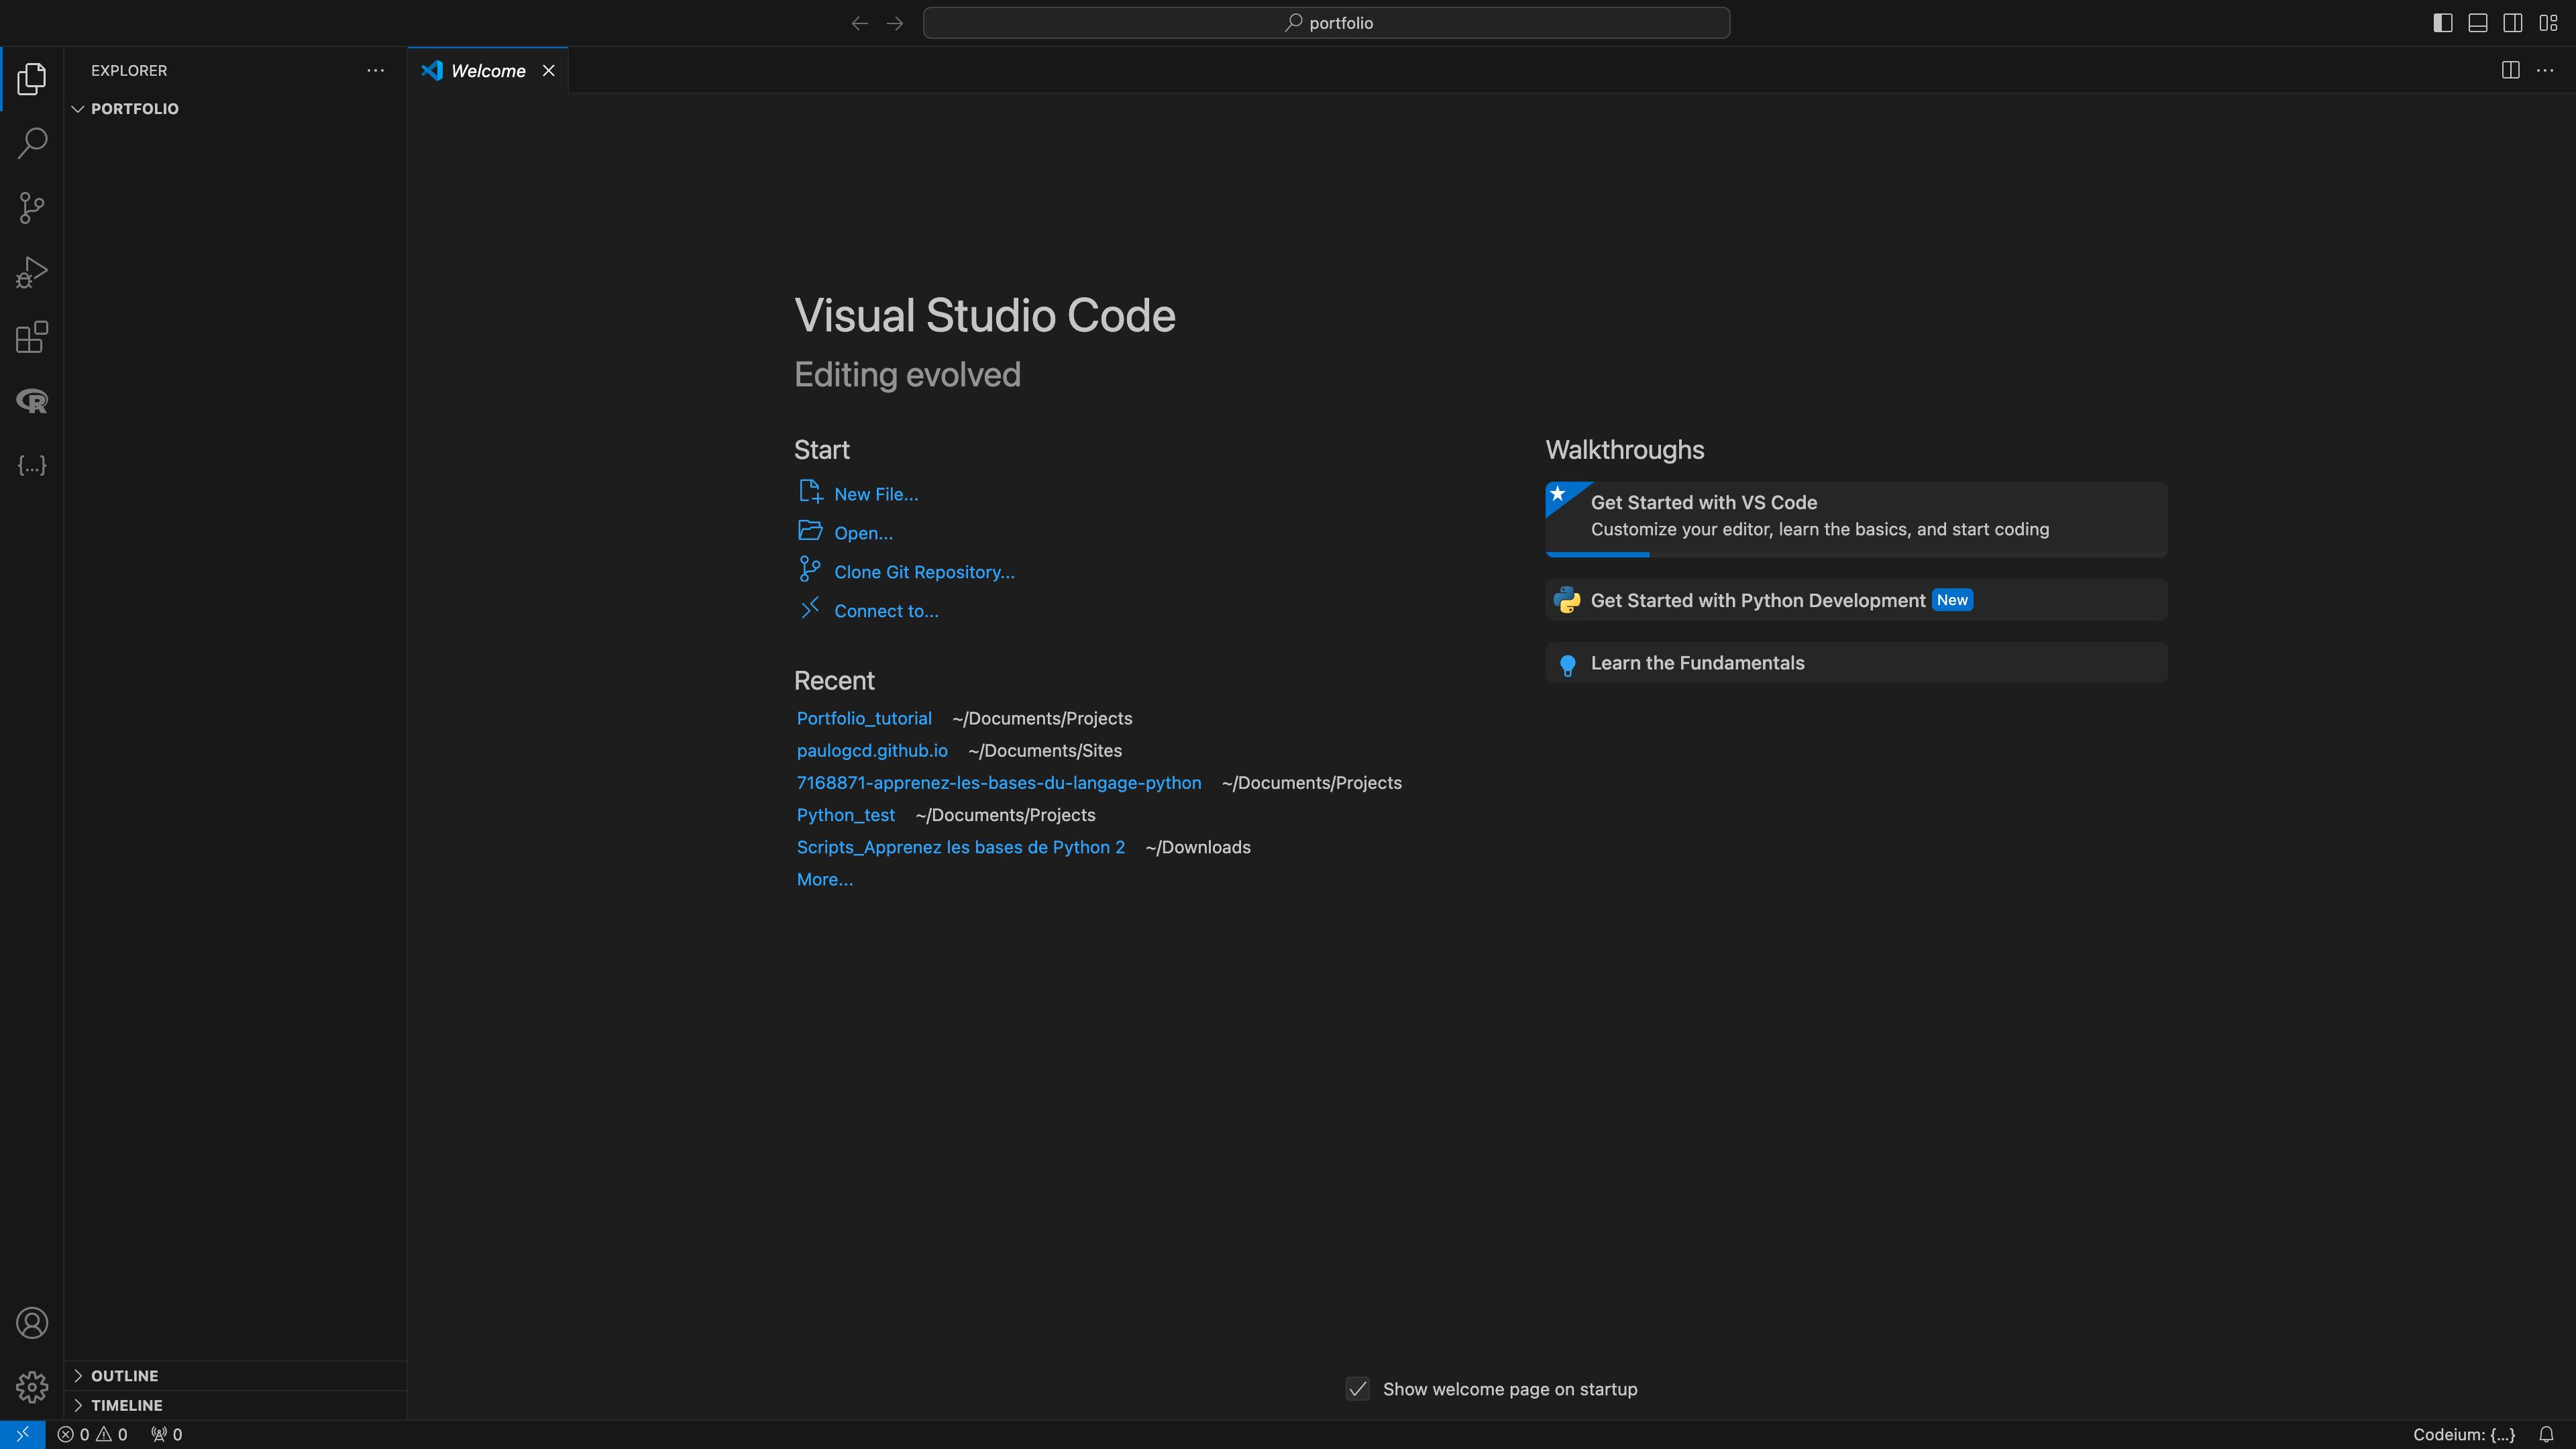 portfolio
EXPLORER
Welcome
PORTFOLIO
Visual Studio Code
Editing evolved
Start
New File...
Open...
Clone Git Repository...
Connect to...
Recent
Portfolio_tutorial ~/Documents/Projects
paulogcd.github.io ~/Documents/Sites
7168871-apprenez-les-bases-du-langage-python ~/Documents/Projects
Python_test ~/Documents/Projects
Scripts_Apprenez les bases de Python 2 ~/Downloads
More...
Walkthroughs
Get Started with VS Code
Customize your editor, learn the basics, and start coding
Get Started with Python Development New
Learn the Fundamentals
Show welcome page on startup
OUTLINE
TIMELINE
0 0 0
Codeium: {...}